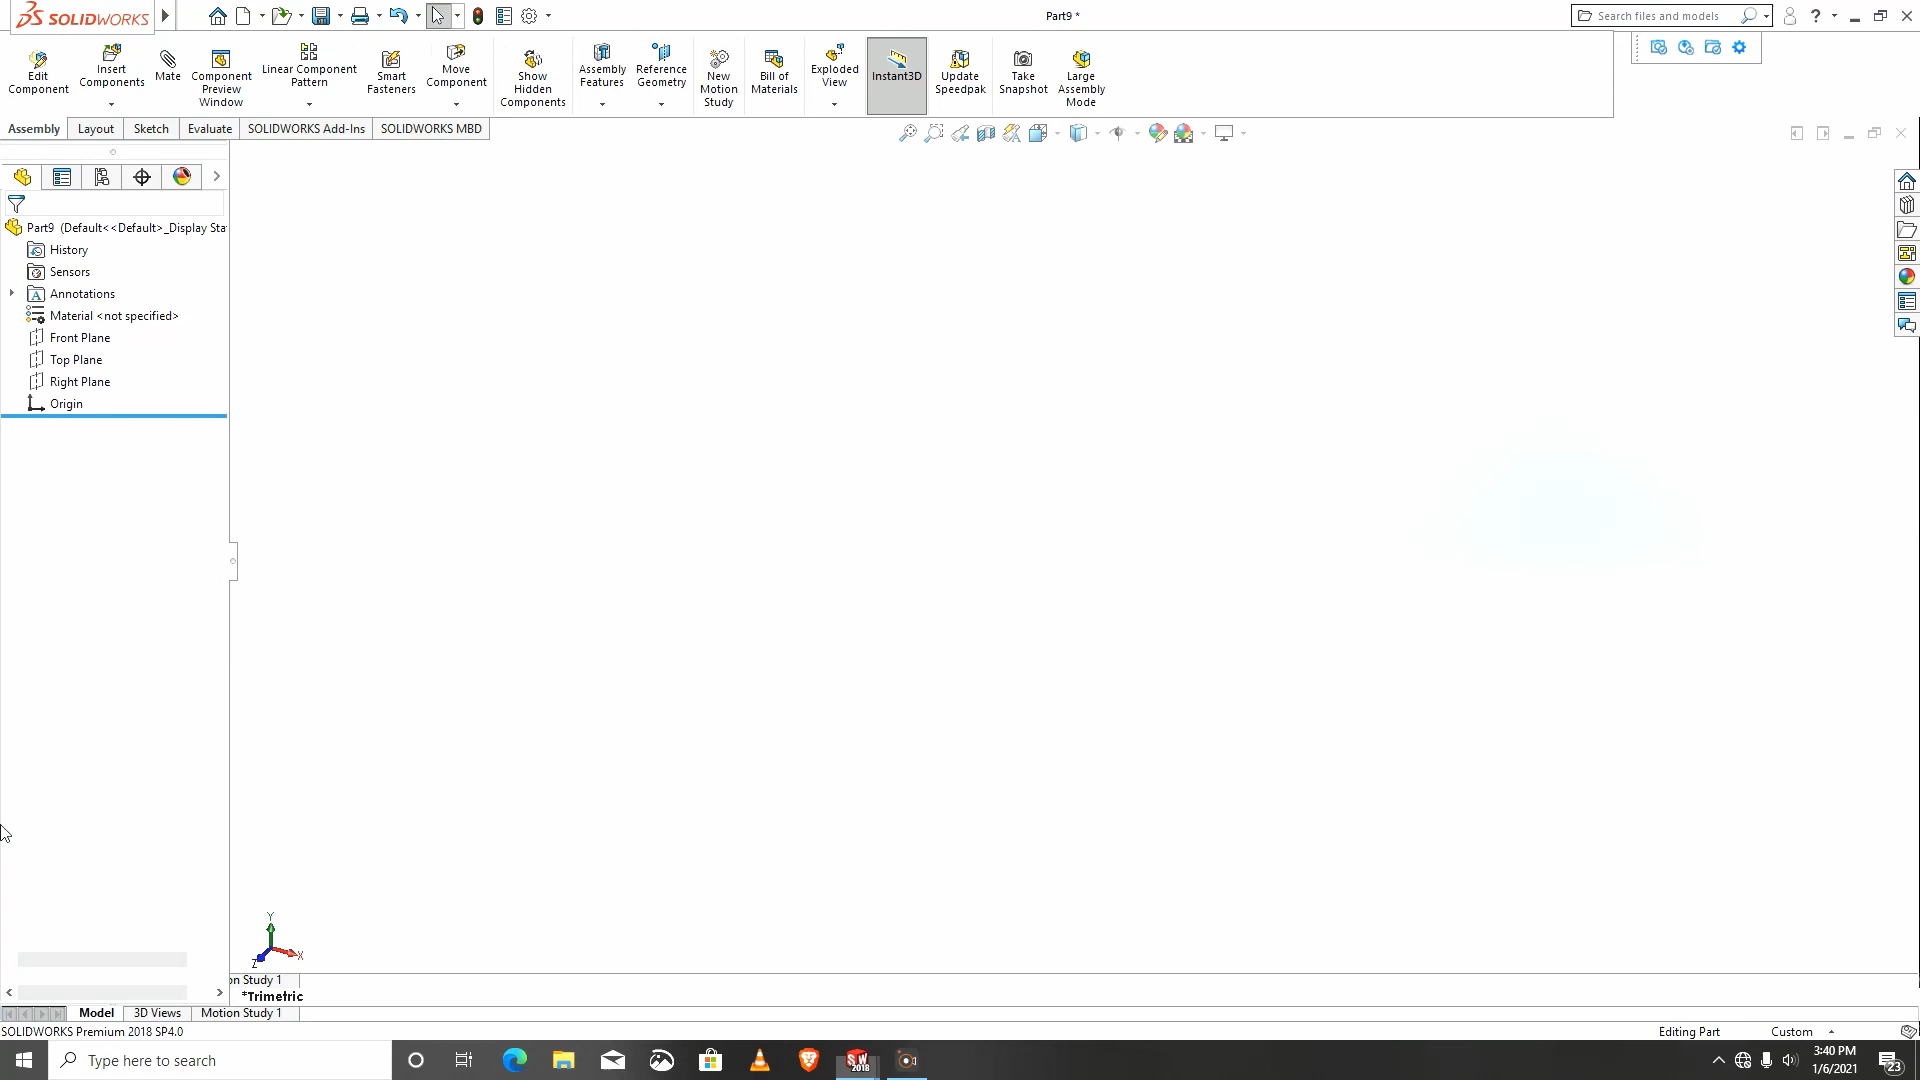 SOLIDWORKS
Part9 *
Search files and models
Edit Component
Insert Components
Mate
Component Preview Window
Linear Component Pattern
Smart Fasteners
Move Component
Show Hidden Components
Assembly Features
Reference Geometry
New Motion Study
Bill of Materials
Exploded View
Instant3D
Update Speedpak
Take Snapshot
Large Assembly Mode
Assembly
Layout
Sketch
Evaluate
SOLIDWORKS Add-Ins
SOLIDWORKS MBD
Part9 (Default<<Default>_Display Sta
History
Sensors
Annotations
Material <not specified>
Front Plane
Top Plane
Right Plane
Origin
Y
X
Z
on Study 1
*Trimetric
Model
3D Views
Motion Study 1
SOLIDWORKS Premium 2018 SP4.0
Editing Part
Custom
Type here to search
SW
2018
3:40 PM
1/6/2021
23